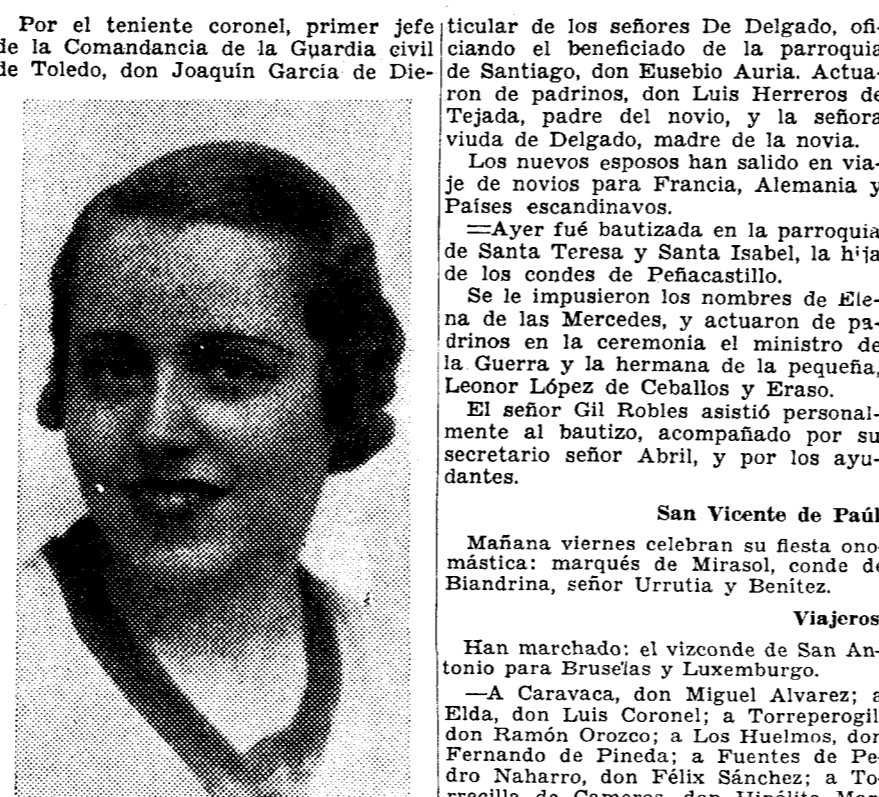 Por el teniente coronel, primer jefe
de la Comandancia de la Guardia civil
de Toledo, don Joaquín García de Die-
ticular de los señores De Delgado, ofi-
ciando el beneficiado de la parroquia
de Santiago, don Eusebio Auria. Actua-
ron de padrinos, don Luis Herreros de
Tejada, padre del novio, y la señora
viuda de Delgado, madre de la novia.
Los nuevos esposos han salido en via-
je de novios para Francia, Alemania y
Países escandinavos.
=Ayer fué bautizada en la parroquia
de Santa Teresa y Santa Isabel, la hija
de los condes de Peñacastillo.
Se le impusieron los nombres de Ele-
na de las Mercedes, y actuaron de pa-
drinos en la ceremonia el ministro de
la Guerra y la hermana de la pequeña,
Leonor López de Ceballos y Eraso.
El señor Gil Robles asistió personal-
mente al bautizo, acompañado por su
secretario señor Abril, y por los ayu-
dantes.
San Vicente de Paúl
Mañana viernes celebran su fiesta ono-
mástica: marqués de Mirasol, conde de
Biandrina, señor Urrutia y Benítez.
Viajeros
Han marchado: el vizconde de San An-
tonio para Bruselas y Luxemburgo.
—A Caravaca, don Miguel Alvarez; a
Elda, don Luis Coronel; a Torreperogil,
don Ramón Orozco; a Los Huelmos, don
Fernando de Pineda; a Fuentes de Pe-
dro Naharro, don Félix Sánchez; a To-
rrecilla de Cameros, don Hipólito